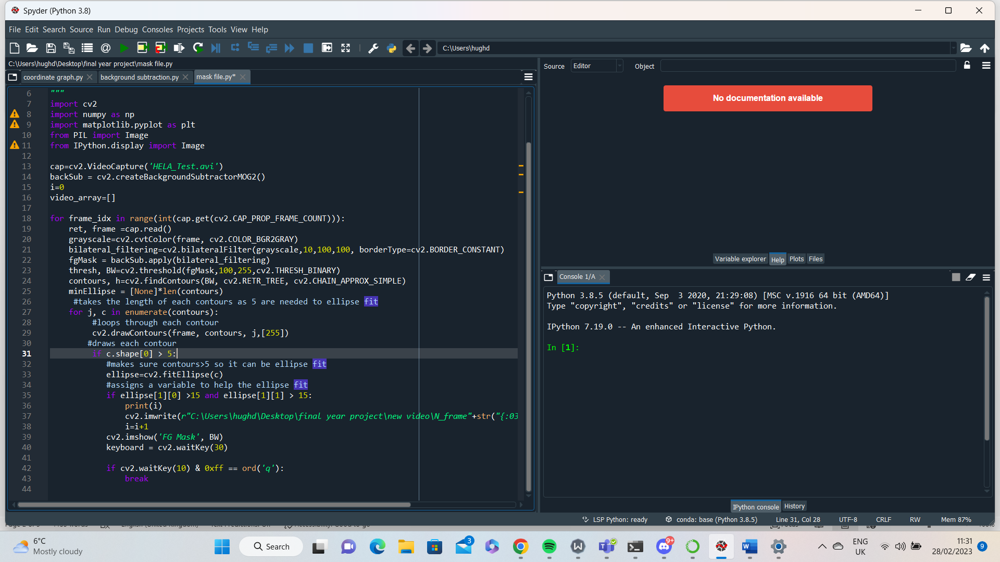 Spyder (Python 3.8)
File Edit Search Source Run Debug Consoles Projects Tools View Help
C:\Users\hughd
C:\Users\hughd\Desktop\final year project\mask file.py
coordinate graph.py
background subtraction.py
mask file.py*
6 """
7 import cv2
8 import numpy as np
9 import matplotlib.pyplot as plt
10 from PIL import Image
11 from IPython.display import Image
12
13 cap=cv2.VideoCapture('HELA_Test.avi')
14 backSub = cv2.createBackgroundSubtractorMOG2()
15 i=0
16 video_array=[]
17
18 for frame_idx in range(int(cap.get(cv2.CAP_PROP_FRAME_COUNT))):
19 ret, frame =cap.read()
20 grayscale=cv2.cvtColor(frame, cv2.COLOR_BGR2GRAY)
21 bilateral_filtering=cv2.bilateralFilter(grayscale,10,100,100, borderType=cv2.BORDER_CONSTANT)
22 fgMask = backSub.apply(bilateral_filtering)
23 thresh, BW=cv2.threshold(fgMask,100,255,cv2.THRESH_BINARY)
24 contours, h=cv2.findContours(BW, cv2.RETR_TREE, cv2.CHAIN_APPROX_SIMPLE)
25 minEllipse = [None]*len(contours)
26 #takes the length of each contours as 5 are needed to ellipse fit
27 for j, c in enumerate(contours):
28 #loops through each contour
29 cv2.drawContours(frame, contours, j,[255])
30 #draws each contour
31 if c.shape[0] > 5:
32 #makes sure contours>5 so it can be ellipse fit
33 ellipse=cv2.fitEllipse(c)
34 #assigns a variable to help the ellipse fit
35 if ellipse[1][0] >15 and ellipse[1][1] > 15:
36 print(i)
37 cv2.imwrite(r"C:\Users\hughd\Desktop\final year project\new video\N_frame"+str("{:03
38 i=i+1
39 cv2.imshow('FG Mask', BW)
40 keyboard = cv2.waitKey(30)
41
42 if cv2.waitKey(10) & 0xff == ord('q'):
43 break
44
Source Editor Object
No documentation available
Variable explorer Help Plots Files
Console 1/A
Python 3.8.5 (default, Sep  3 2020, 21:29:08) [MSC v.1916 64 bit (AMD64)]
Type "copyright", "credits" or "license" for more information.
IPython 7.19.0 -- An enhanced Interactive Python.
In [1]:
IPython console History
LSP Python: ready conda: base (Python 3.8.5) Line 31, Col 28 UTF-8 CRLF RW Mem 87%
6°C
Mostly cloudy
Search
3
9+
ENG
UK
11:31
28/02/2023
9